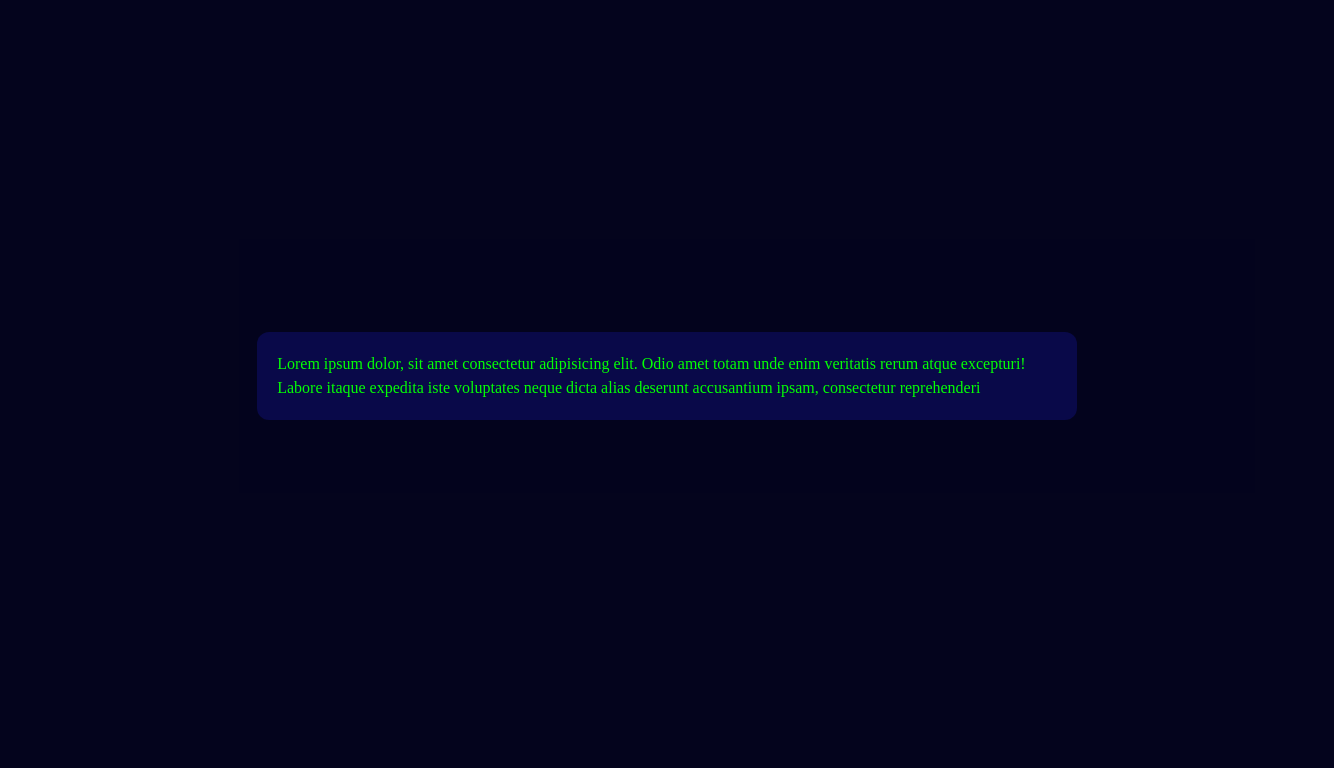 Lorem ipsum dolor, sit amet consectetur adipisicing elit. Odio amet totam unde enim veritatis rerum atque excepturi!
Labore itaque expedita iste voluptates neque dicta alias deserunt accusantium ipsam, consectetur reprehenderi